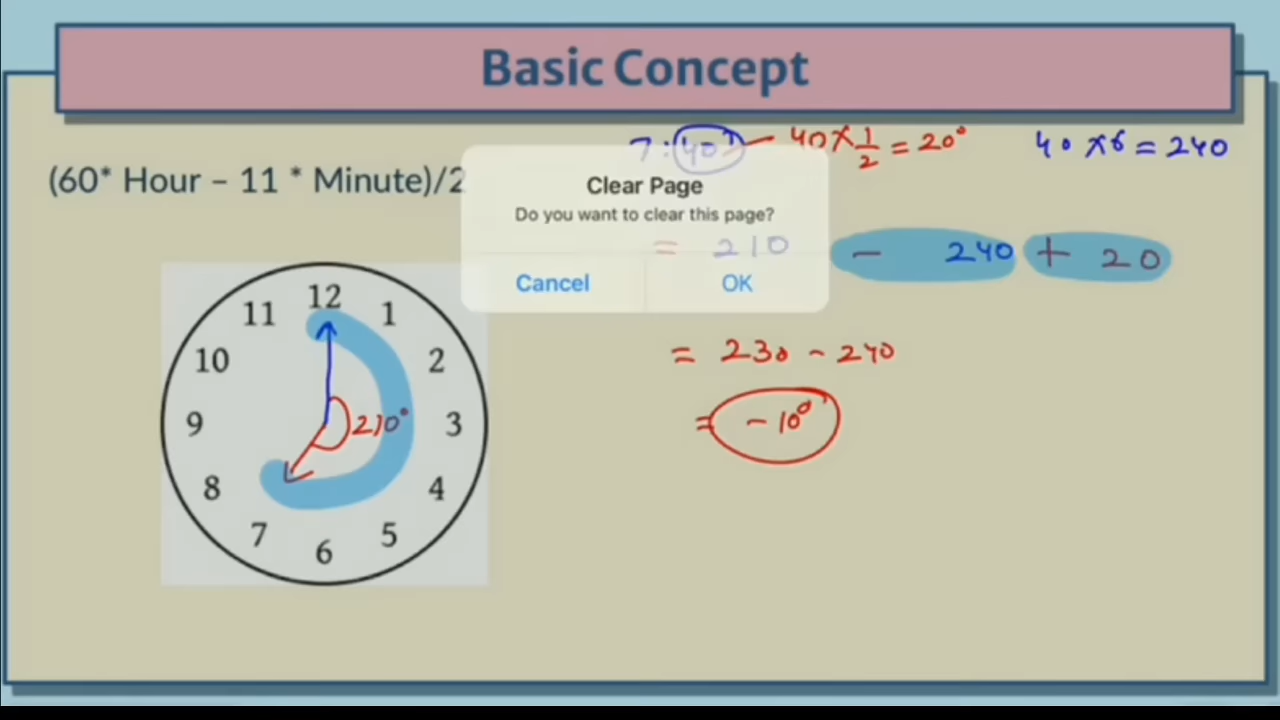 Basic Concept
7:40' 40 × 1/2 = 20° 40 × 6 = 240
(60* Hour – 11 * Minute)/2
Clear Page
Do you want to clear this page?
= 210 – 240 + 20
Cancel OK
12
11 1
10 2
9 3
8 4
7 5
6
210°
= 230 - 240
= - 10°